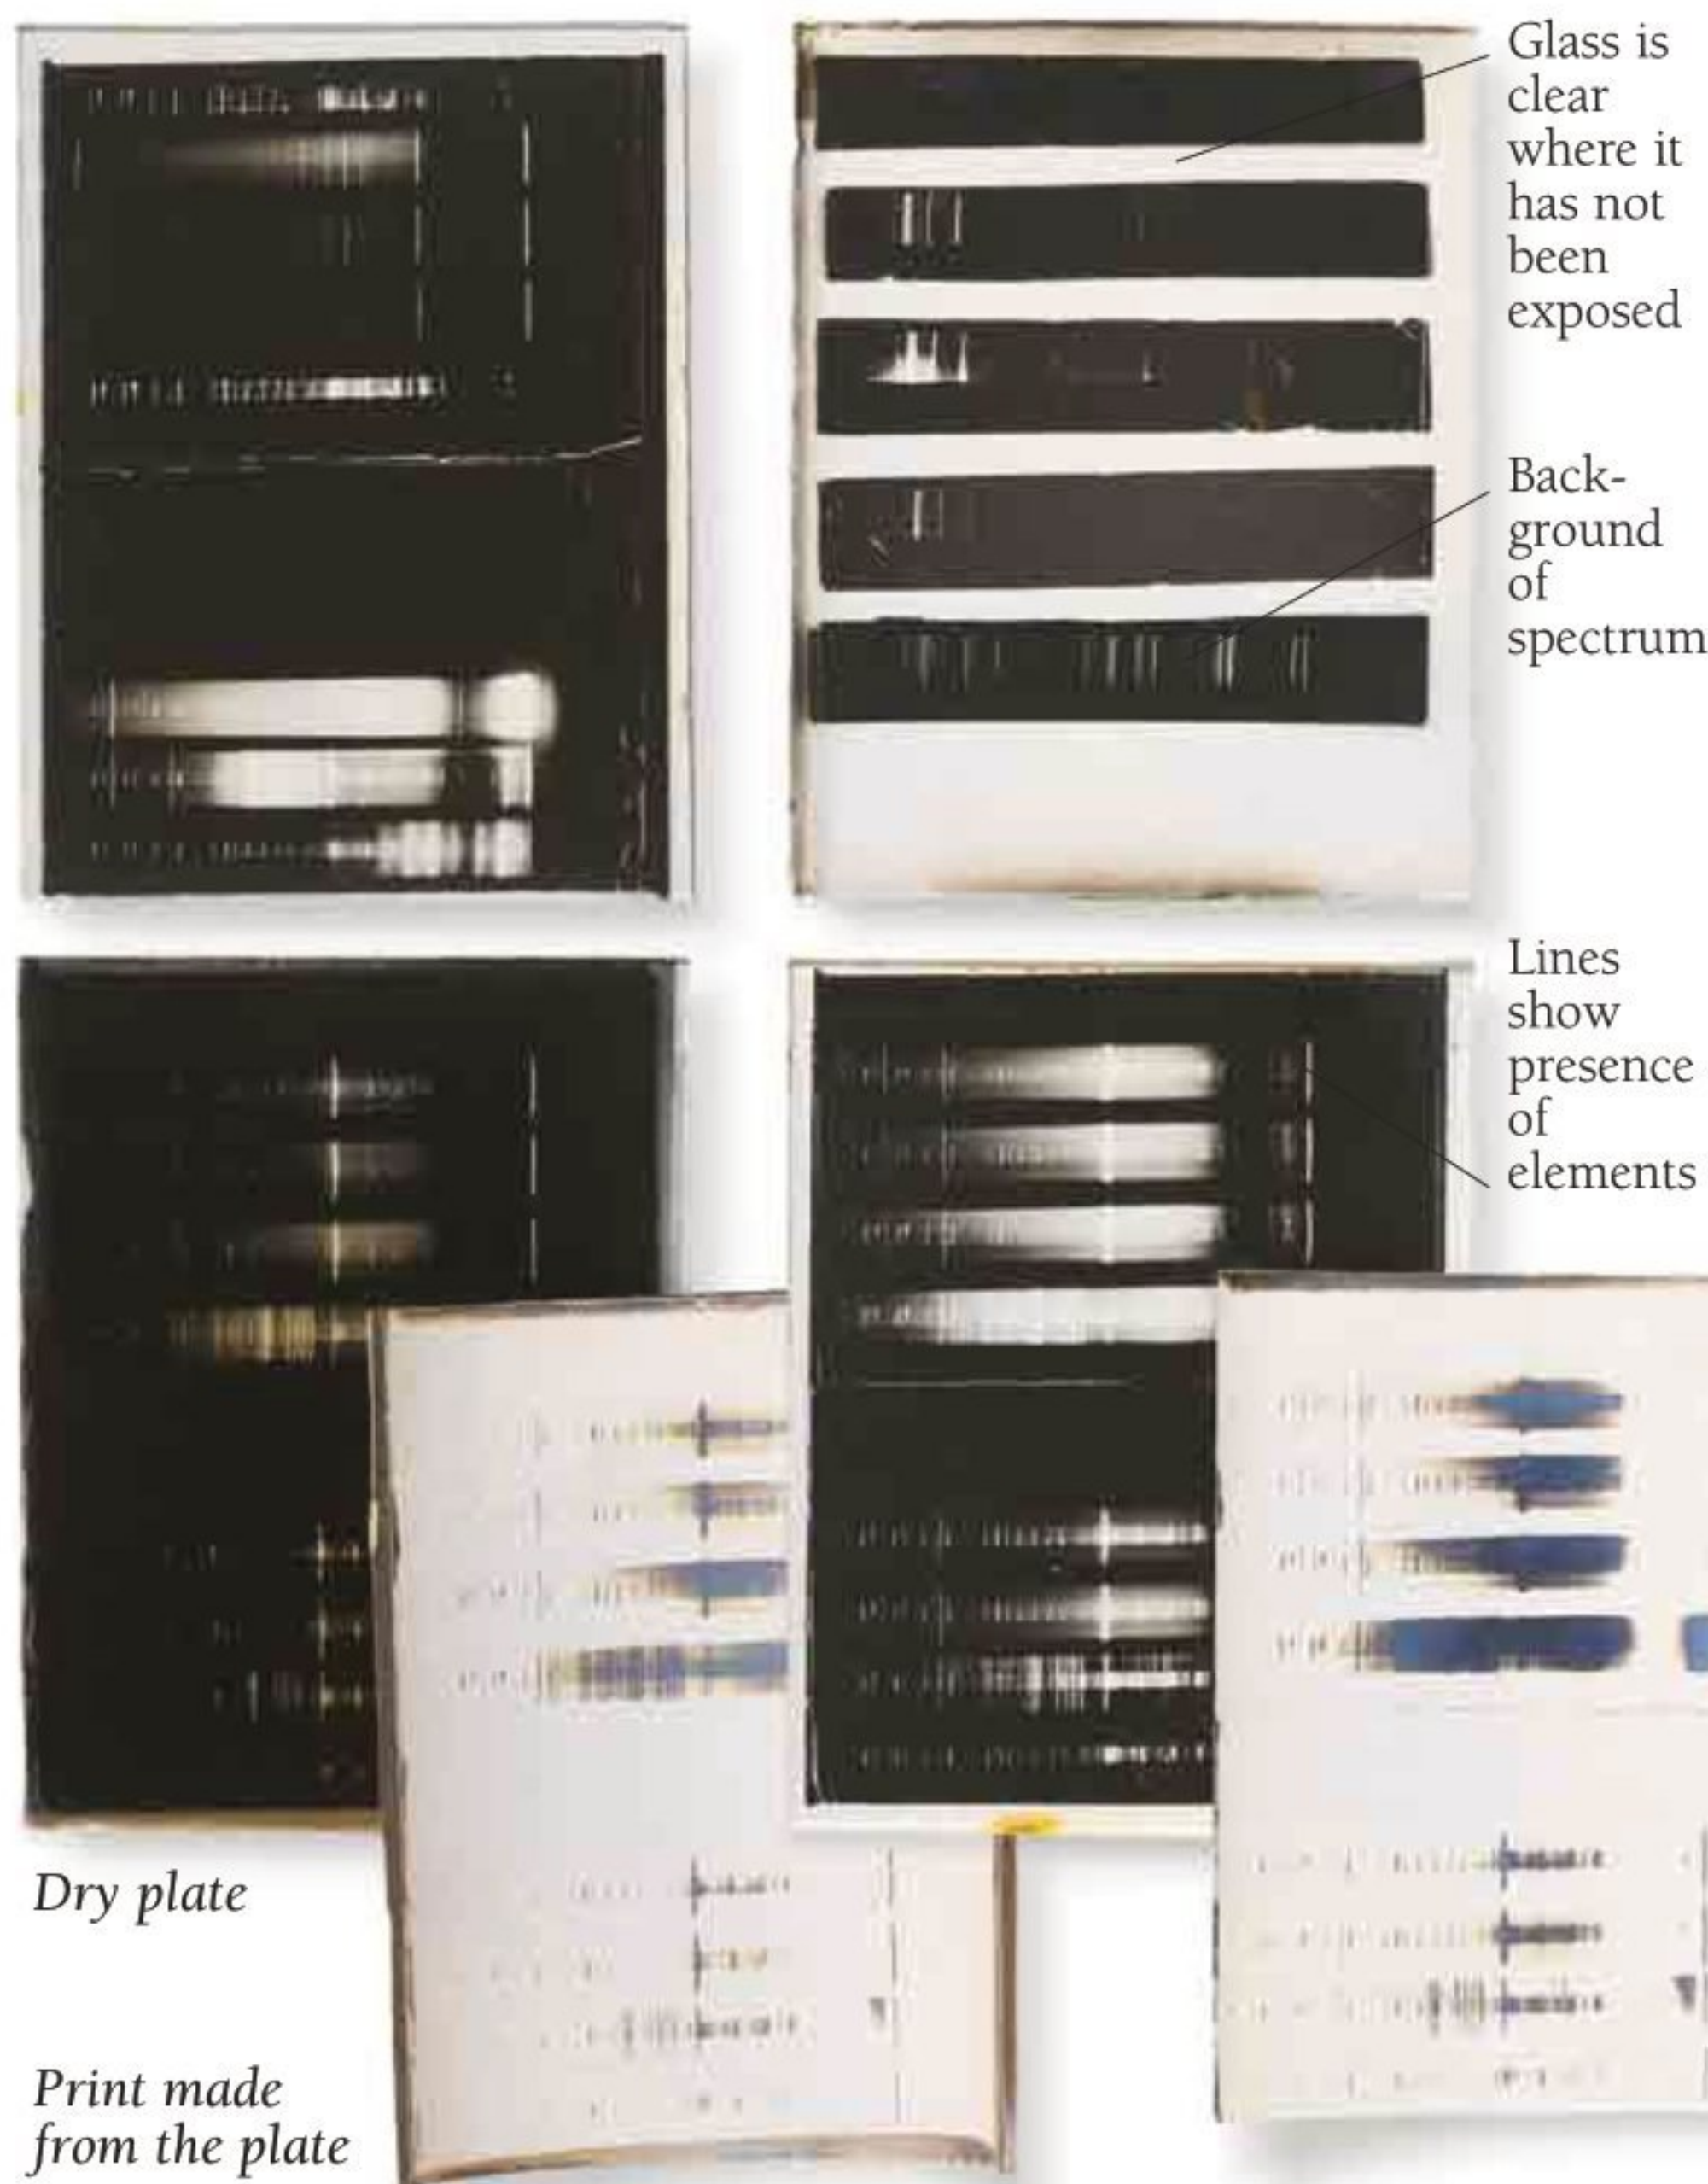 Glass is
clear
where it
has not
been
exposed
Back-
ground
of
spectrum
Lines
show
presence
of
elements
Dry plate
Print made
from the plate